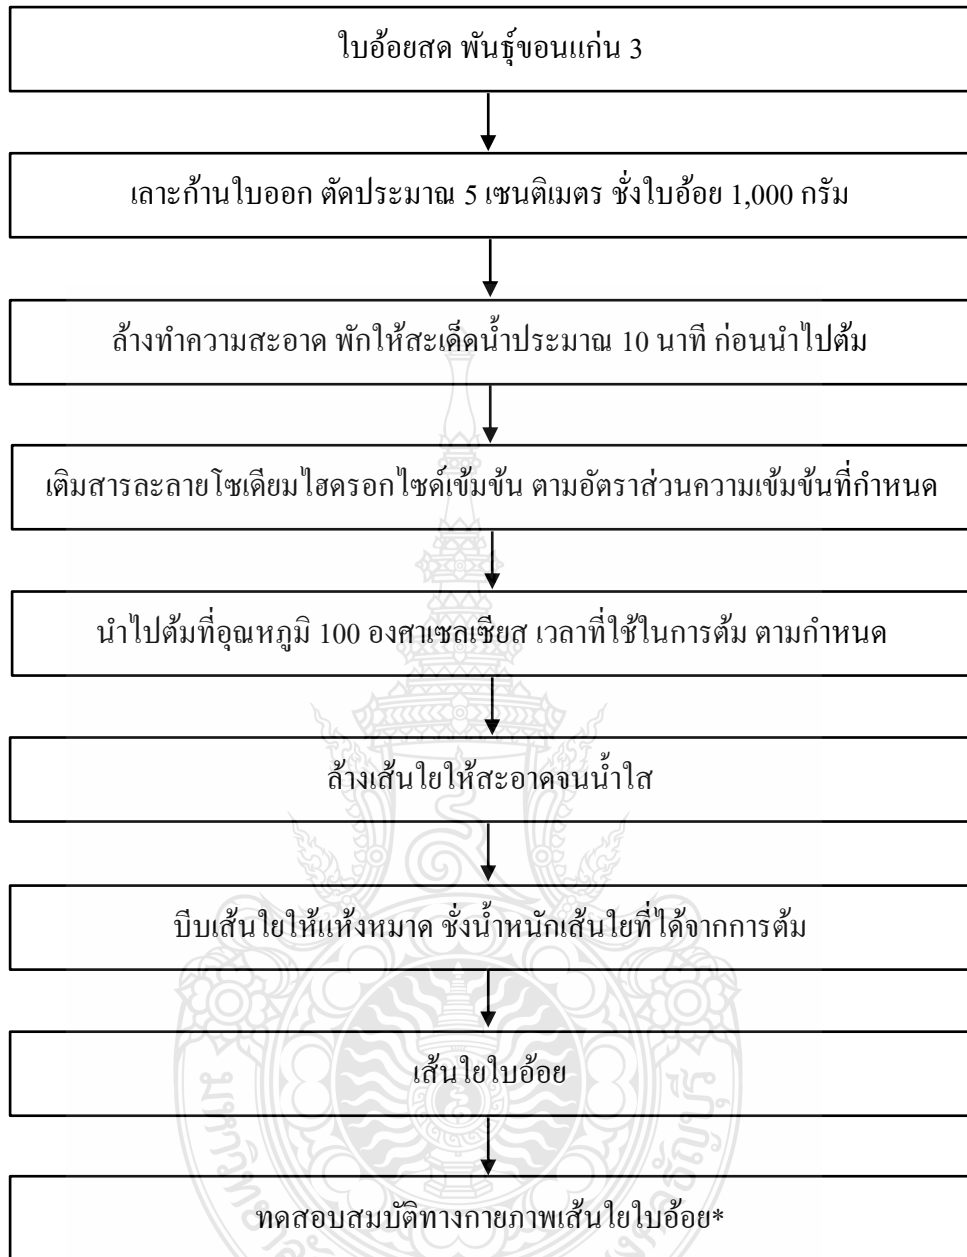 ใบอ้อยสด พันธุ์ขอนแก่น 3
เลาะก้านใบออก ตัดประมาณ 5 เซนติเมตร ชั่งใบอ้อย 1,000 กรัม
ล้างทำความสะอาด พักให้สะเด็ดน้ำประมาณ 10 นาที ก่อนนำไปต้ม
เติมสารละลายโซเดียมไฮดรอกไซด์เข้มข้น ตามอัตราส่วนความเข้มข้นที่กำหนด
นำไปต้มที่อุณหภูมิ 100 องศาเซลเซียส เวลาที่ใช้ในการต้ม ตามกำหนด
ล้างเส้นใยให้สะอาดจนน้ำใส
บีบเส้นใยให้แห้งหมาด ชั่งน้ำหนักเส้นใยที่ได้จากการต้ม
เส้นใยใบอ้อย
ทดสอบสมบัติทางกายภาพเส้นใยใบอ้อย*